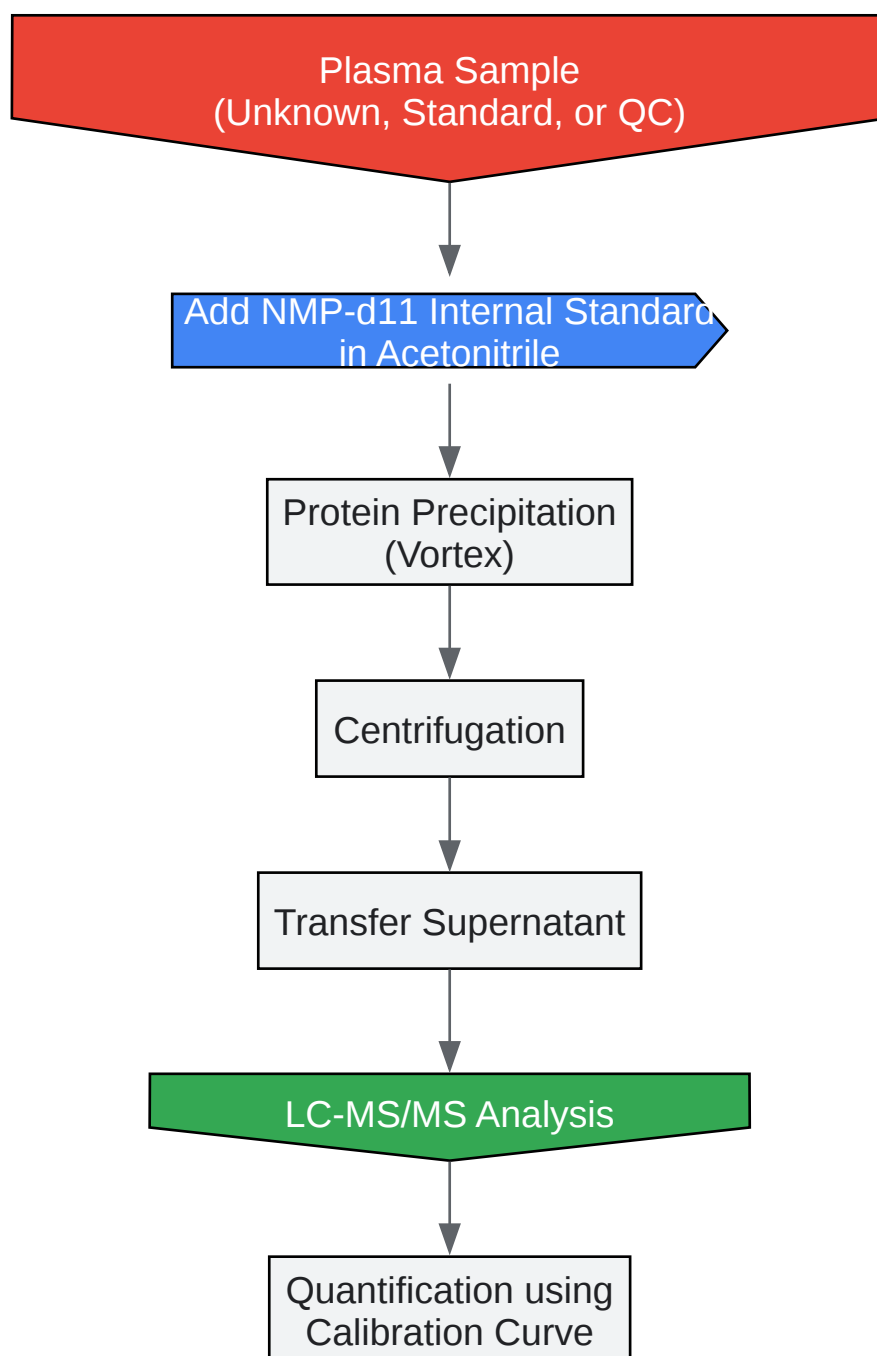 Plasma Sample
(Unknown, Standard, or QC)
Add NMP-d11 Internal Standard
in Acetonitrile
Protein Precipitation
(Vortex)
Centrifugation
Transfer Supernatant
LC-MS/MS Analysis
Quantification using
Calibration Curve